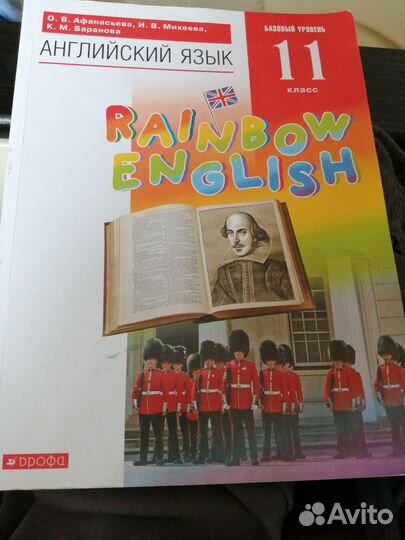 О. В. Афанасьева, И. В. Михеева,
К. М. Баранова
АНГЛИЙСКИЙ ЯЗЫК
БАЗОВЫЙ УРОВЕНЬ
11
класс
RAINBOW
ENGLISH
ДРОФА
Avito